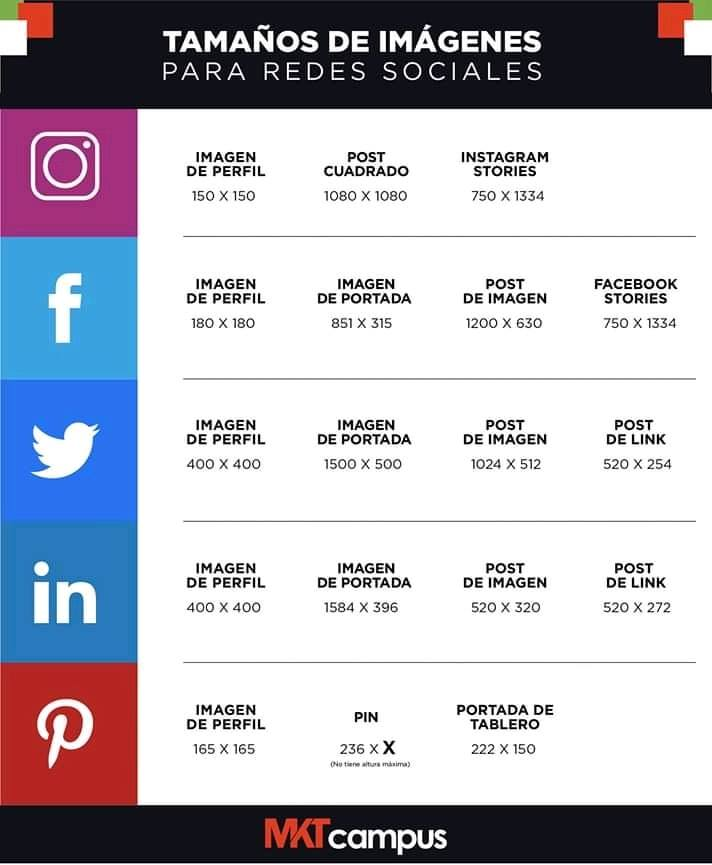 TAMAÑOS DE IMÁGENES
PARA REDES SOCIALES
IMAGEN
DE PERFIL
150 X 150
POST
CUADRADO
1080 X 1080
INSTAGRAM
STORIES
750 X 1334
IMAGEN
DE PERFIL
180 X 180
IMAGEN
DE PORTADA
851 X 315
POST
DE IMAGEN
1200 X 630
FACEBOOK
STORIES
750 X 1334
IMAGEN
DE PERFIL
400 X 400
IMAGEN
DE PORTADA
1500 X 500
POST
DE IMAGEN
1024 X 512
POST
DE LINK
520 X 254
in
IMAGEN
DE PERFIL
400 X 400
IMAGEN
DE PORTADA
1584 X 396
POST
DE IMAGEN
520 X 320
POST
DE LINK
520 X 272
IMAGEN
DE PERFIL
165 X 165
PIN
236 X X
(No tiene altura máxima)
PORTADA DE
TABLERO
222 X 150
MKTcampus